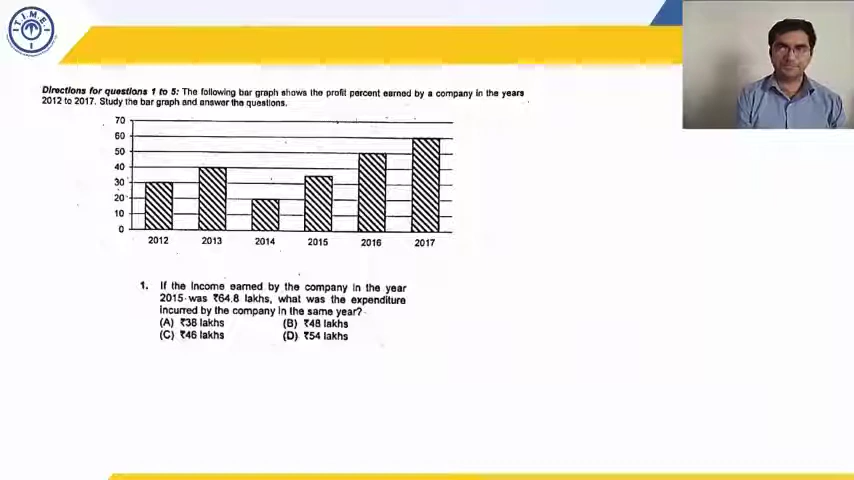 T.I.M.E.
Directions for questions 1 to 5: The following bar graph shows the profit percent earned by a company in the years
2012 to 2017. Study the bar graph and answer the questions.
70
60
50
40
30
20
10
0
2012 2013 2014 2015 2016 2017
1. If the income earned by the company in the year
2015 was ₹64.8 lakhs, what was the expenditure
incurred by the company in the same year?
(A) ₹38 lakhs (B) ₹48 lakhs
(C) ₹46 lakhs (D) ₹54 lakhs